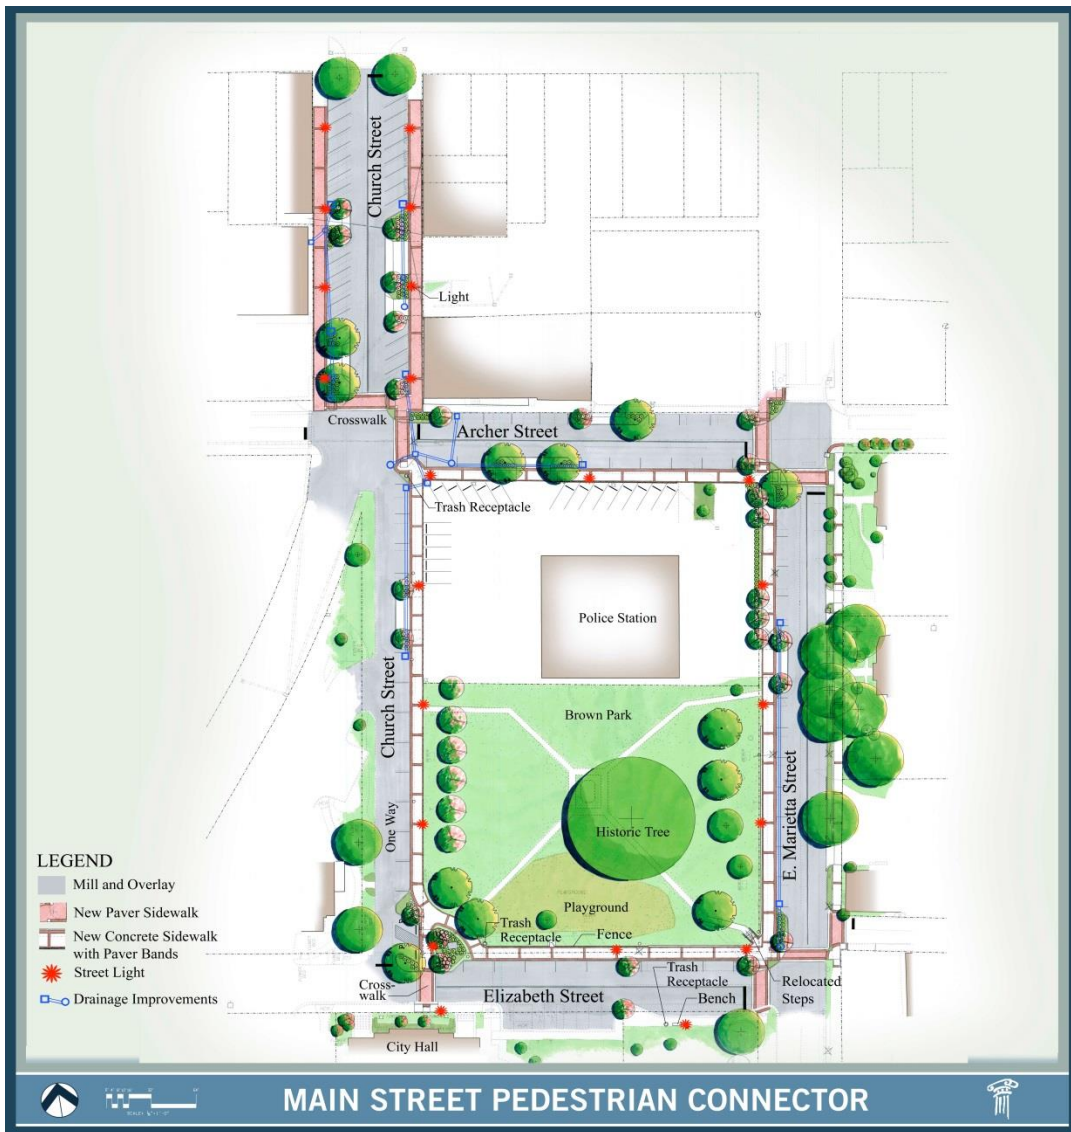 Church Street
Light
Crosswalk
Archer Street
Trash Receptacle
Police Station
Church Street
Brown Park
One Way
Historic Tree
E. Marietta Street
LEGEND
Mill and Overlay
New Paver Sidewalk
New Concrete Sidewalk
with Paver Bands
Street Light
Drainage Improvements
Playground
Trash
Receptacle
Fence
Cross-
walk
Elizabeth Street
Trash
Receptacle
Bench
Relocated
Steps
City Hall
MAIN STREET PEDESTRIAN CONNECTOR